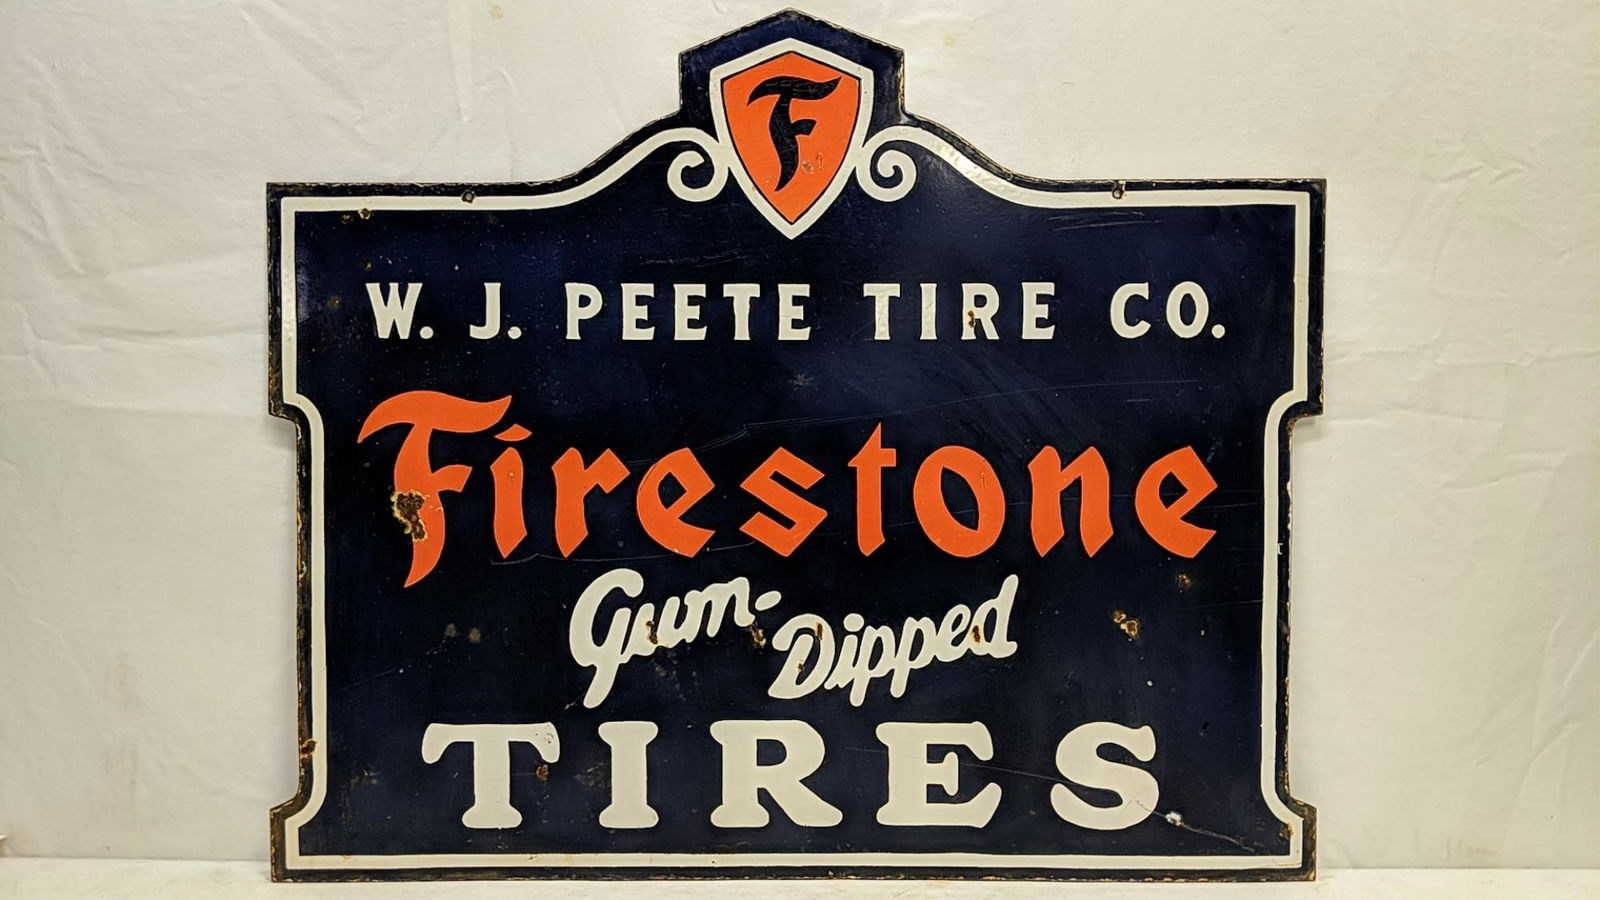 F
W. J. PEETE TIRE CO.
Firestone
Gum-Dipped
TIRES